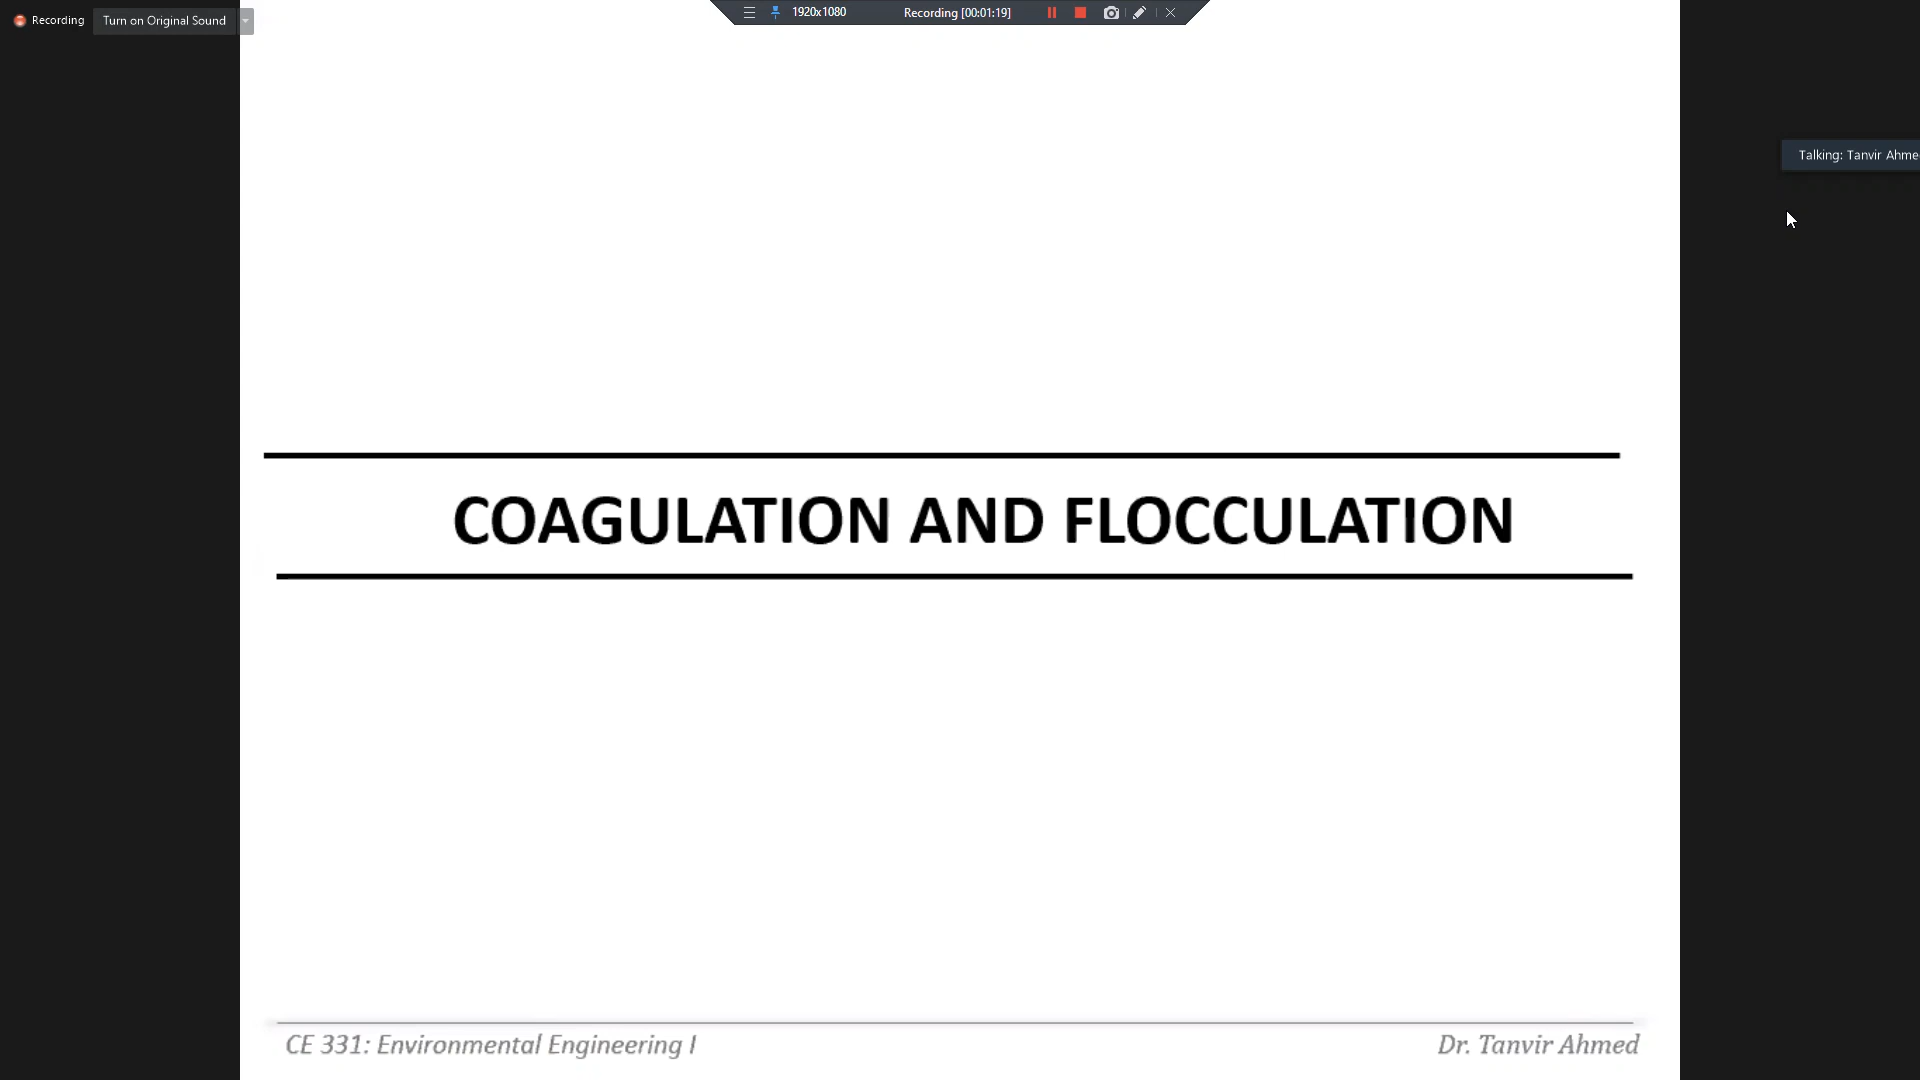 Recording
Turn on Original Sound
1920x1080
Recording [00:01:19]
Talking: Tanvir Ahme
COAGULATION AND FLOCCULATION
CE 331: Environmental Engineering I
Dr. Tanvir Ahmed